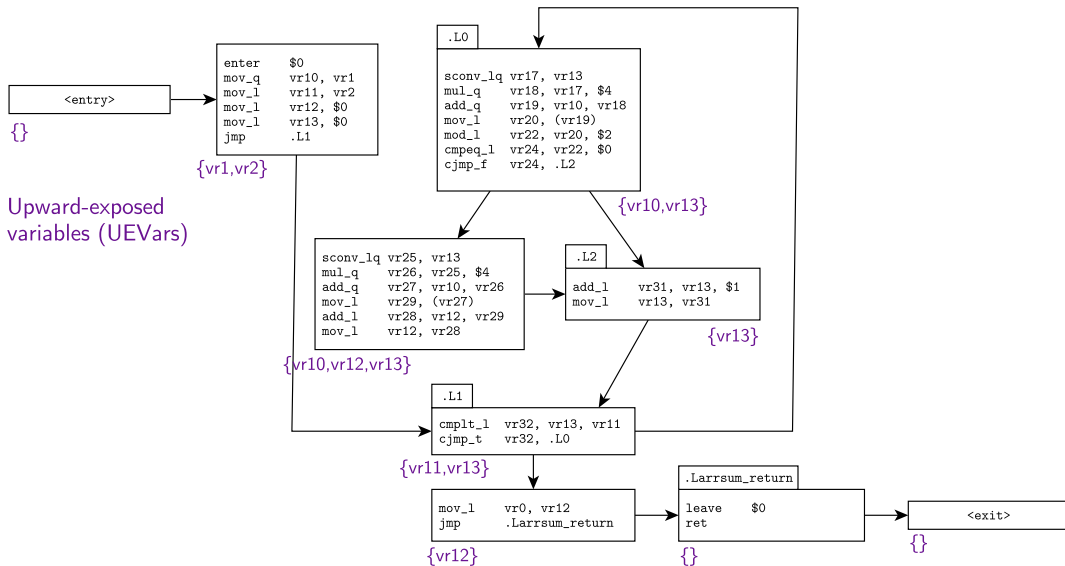 <entry>
{}
enter $0
mov_q vr10, vr1
mov_l vr11, vr2
mov_l vr12, $0
mov_l vr13, $0
jmp .L1
{vr1,vr2}
Upward-exposed
variables (UEVars)
.L0
sconv_lq vr17, vr13
mul_q vr18, vr17, $4
add_q vr19, vr10, vr18
mov_l vr20, (vr19)
mod_l vr22, vr20, $2
cmpeq_l vr24, vr22, $0
cjmp_f vr24, .L2
{vr10,vr13}
sconv_lq vr25, vr13
mul_q vr26, vr25, $4
add_q vr27, vr10, vr26
mov_l vr29, (vr27)
add_l vr28, vr12, vr29
mov_l vr12, vr28
{vr10,vr12,vr13}
.L2
add_l vr31, vr13, $1
mov_l vr13, vr31
{vr13}
.L1
cmplt_l vr32, vr13, vr11
cjmp_t vr32, .L0
{vr11,vr13}
mov_l vr0, vr12
jmp .Larrsum_return
{vr12}
.Larrsum_return
leave $0
ret
{}
<exit>
{}